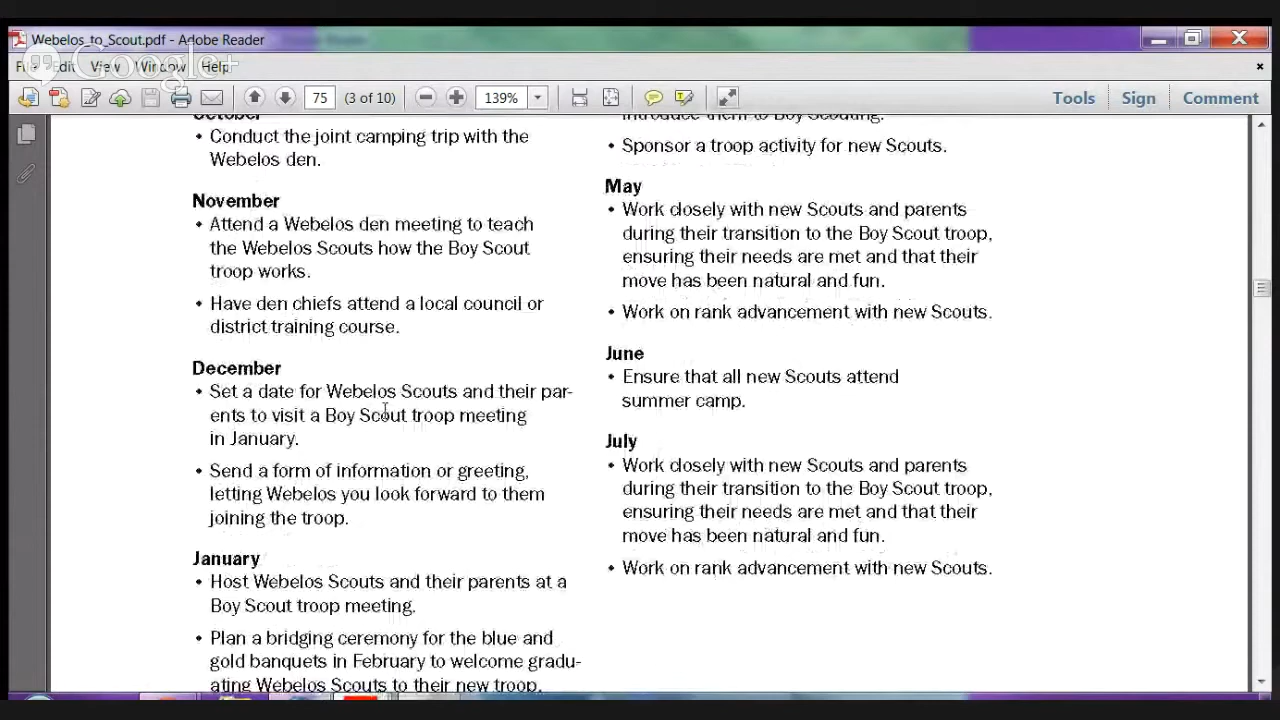 Webelos_to_Scout.pdf - Adobe Reader
Google+
File Edit View Window Help
75 (3 of 10) 139% Tools Sign Comment
October
• Conduct the joint camping trip with the
Webelos den.
November
• Attend a Webelos den meeting to teach
the Webelos Scouts how the Boy Scout
troop works.
• Have den chiefs attend a local council or
district training course.
December
• Set a date for Webelos Scouts and their par-
ents to visit a Boy Scout troop meeting
in January.
• Send a form of information or greeting,
letting Webelos you look forward to them
joining the troop.
January
• Host Webelos Scouts and their parents at a
Boy Scout troop meeting.
• Plan a bridging ceremony for the blue and
gold banquets in February to welcome gradu-
ating Webelos Scouts to their new troop,
introduce them to Boy Scouting.
• Sponsor a troop activity for new Scouts.
May
• Work closely with new Scouts and parents
during their transition to the Boy Scout troop,
ensuring their needs are met and that their
move has been natural and fun.
• Work on rank advancement with new Scouts.
June
• Ensure that all new Scouts attend
summer camp.
July
• Work closely with new Scouts and parents
during their transition to the Boy Scout troop,
ensuring their needs are met and that their
move has been natural and fun.
• Work on rank advancement with new Scouts.